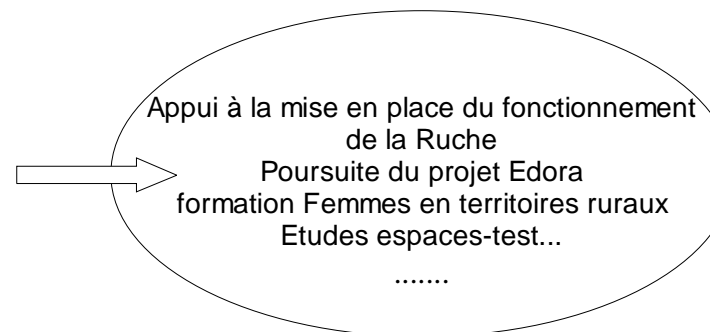 Appui à la mise en place du fonctionnement
de la Ruche
Poursuite du projet Edora
formation Femmes en territoires ruraux
Etudes espaces-test...
.......